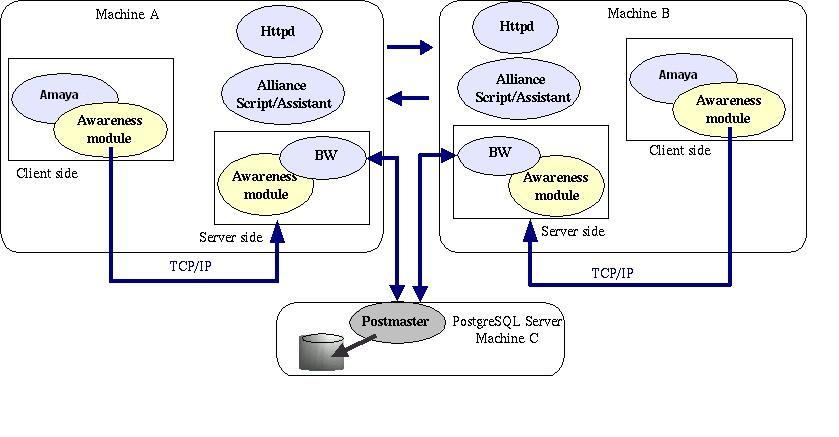 Machine A
Httpd
Alliance
Script/Assistant
Amaya
Awareness
module
Client side
BW
Awareness
module
Server side
TCP/IP
Machine B
Httpd
Alliance
Script/Assistant
Amaya
Awareness
module
Client side
BW
Awareness
module
Server side
TCP/IP
Postmaster
PostgreSQL Server
Machine C